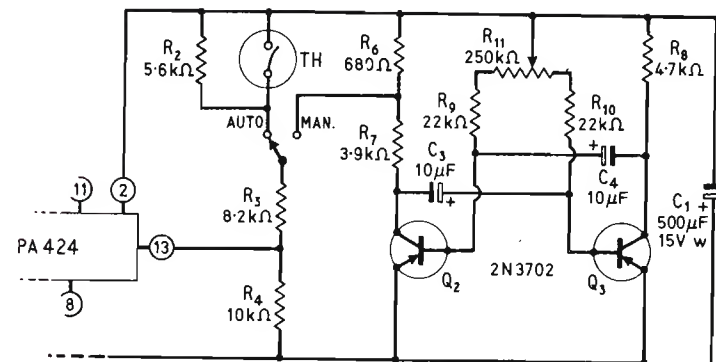 R2
5·6kΩ
TH
R6
680Ω
R11
250kΩ
R8
4·7kΩ
AUTO
MAN.
R9
22kΩ
R10
22kΩ
R7
3·9kΩ
C3
10μF
+
+
C4
10μF
11
2
R3
8·2kΩ
C1 +
500μF
15V w
PA 424
13
Q2
2N3702
Q3
8
R4
10kΩ